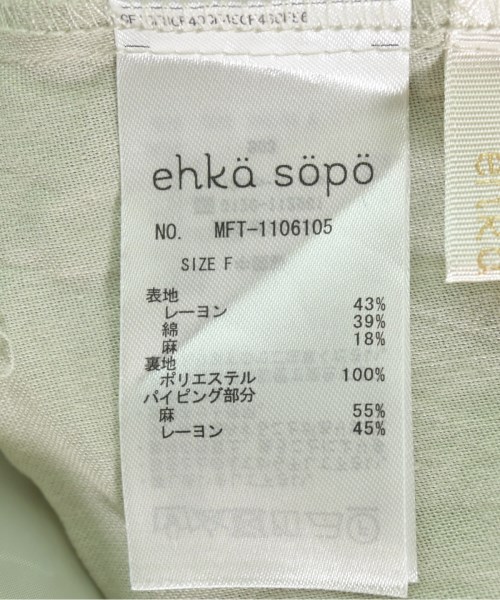 ehkä söpö
NO. MFT-1106105
SIZE F
表地
レーヨン 43%
綿 39%
麻 18%
裏地
ポリエステル 100%
パイピング部分
麻 55%
レーヨン 45%